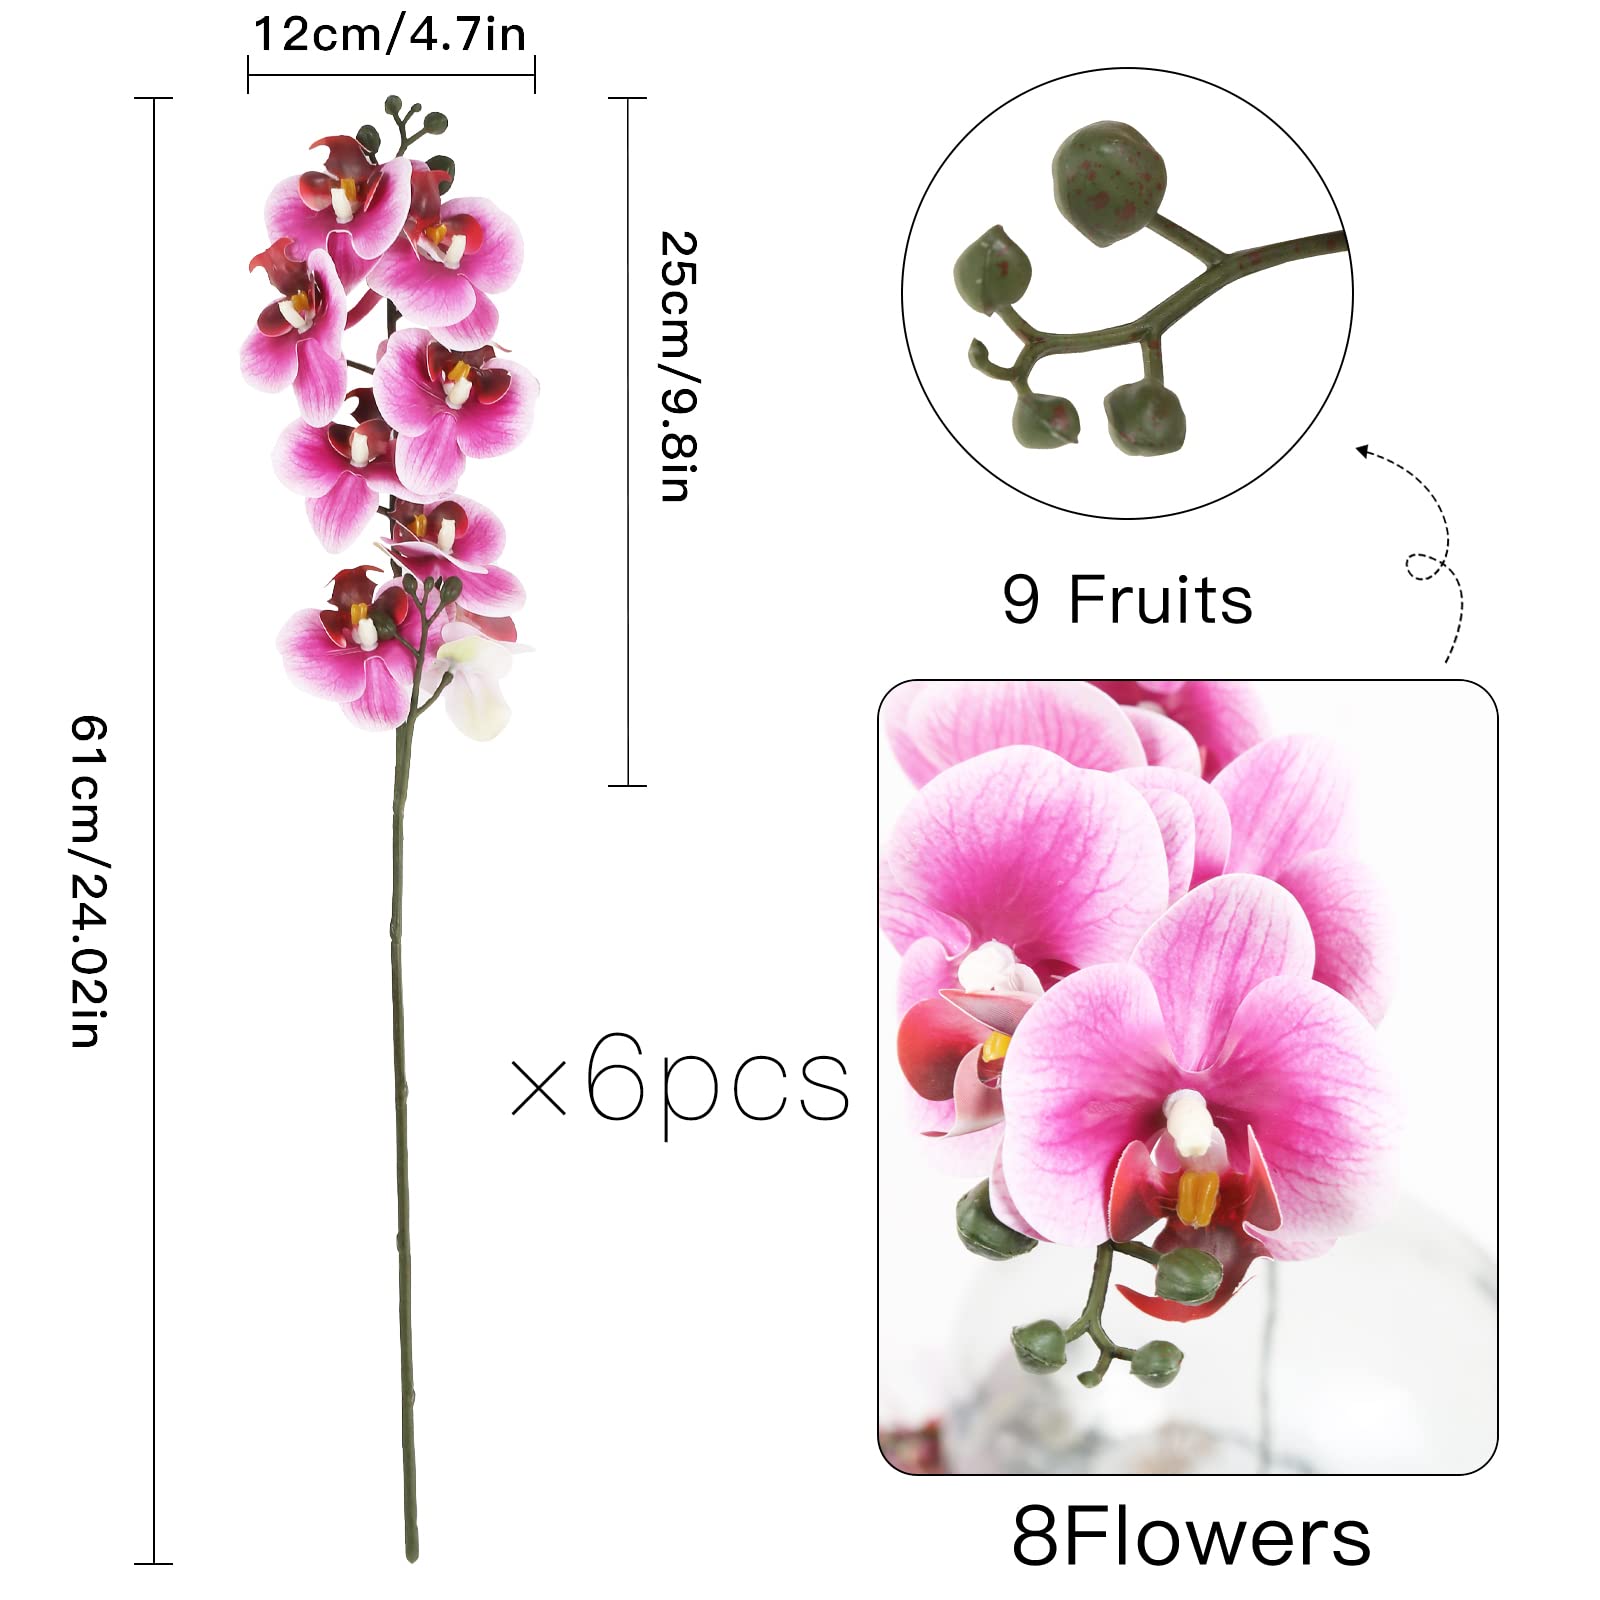 12cm/4.7in
25cm/9.8in
61cm/24.02in
×6pcs
9 Fruits
8Flowers